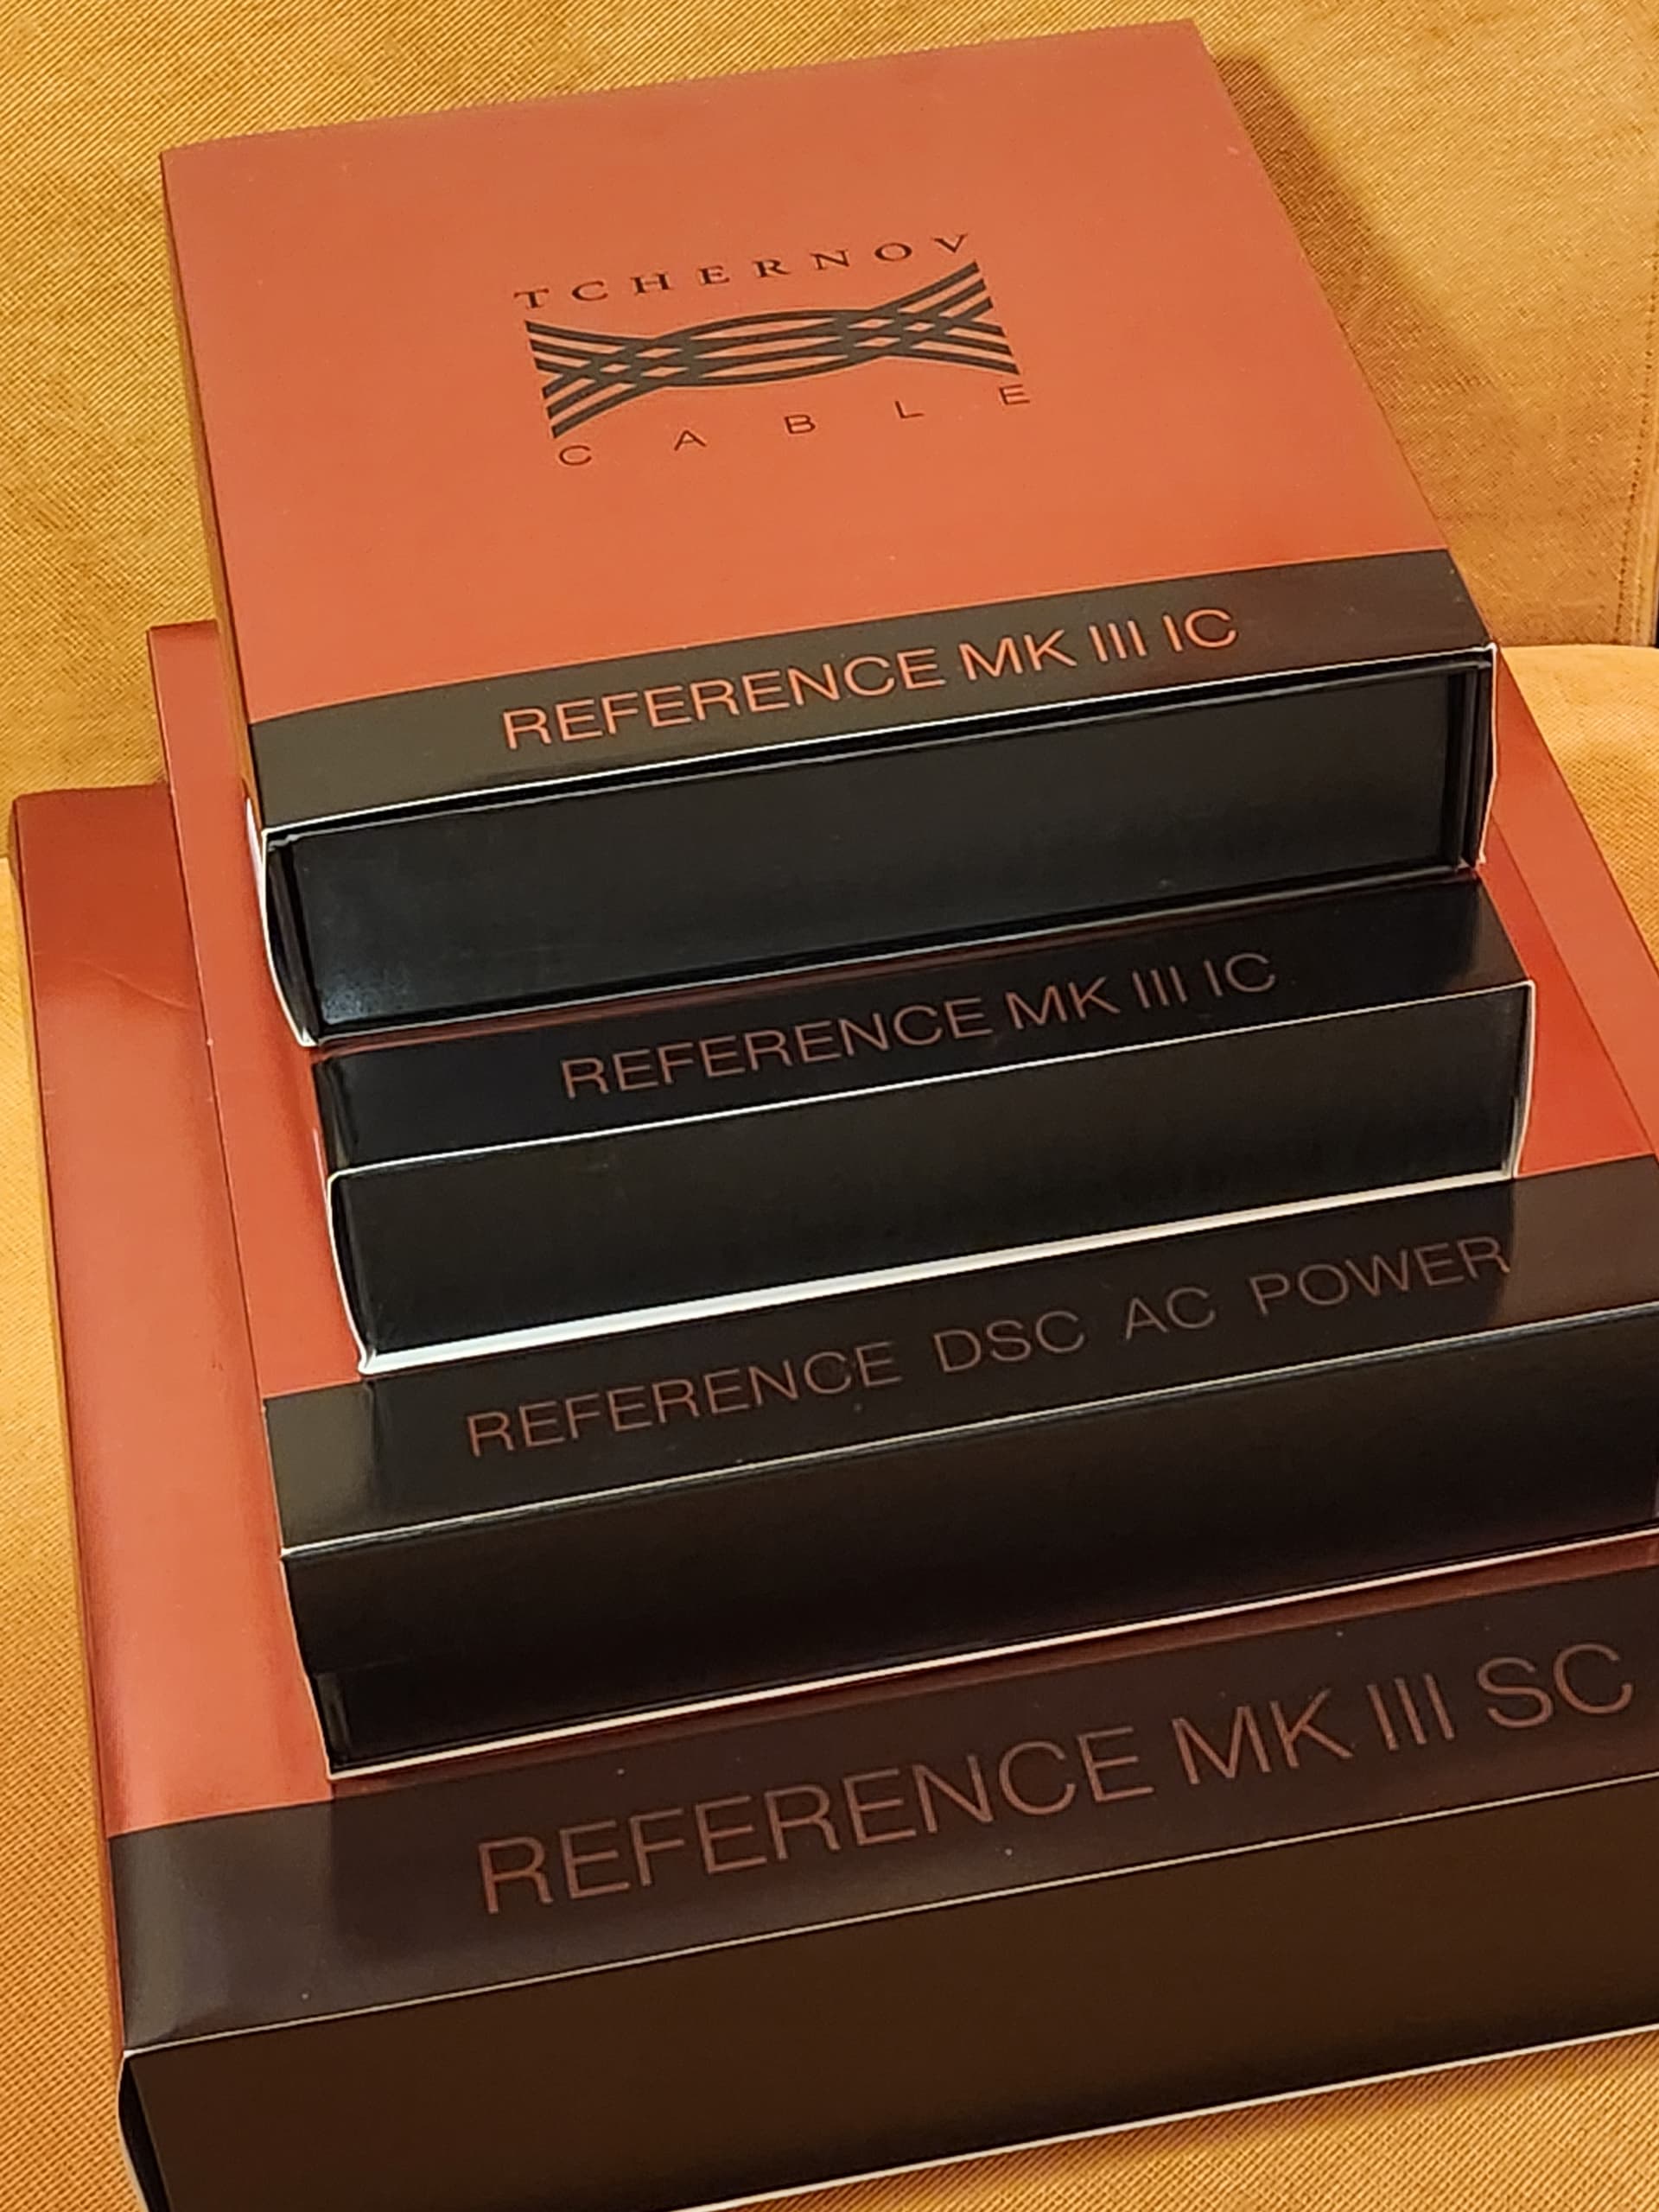 TCHERNOV
CABLE
REFERENCE MK III IC
REFERENCE MK III IC
REFERENCE DSC AC POWER
REFERENCE MK III SC